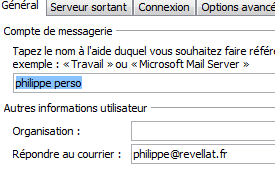 Général Serveur sortant Connexion Options avancé
Compte de messagerie
Tapez le nom à l'aide duquel vous souhaitez faire référe
exemple : « Travail » ou « Microsoft Mail Server »
philippe perso
Autres informations utilisateur
Organisation :
Répondre au courrier : philippe@revellat.fr